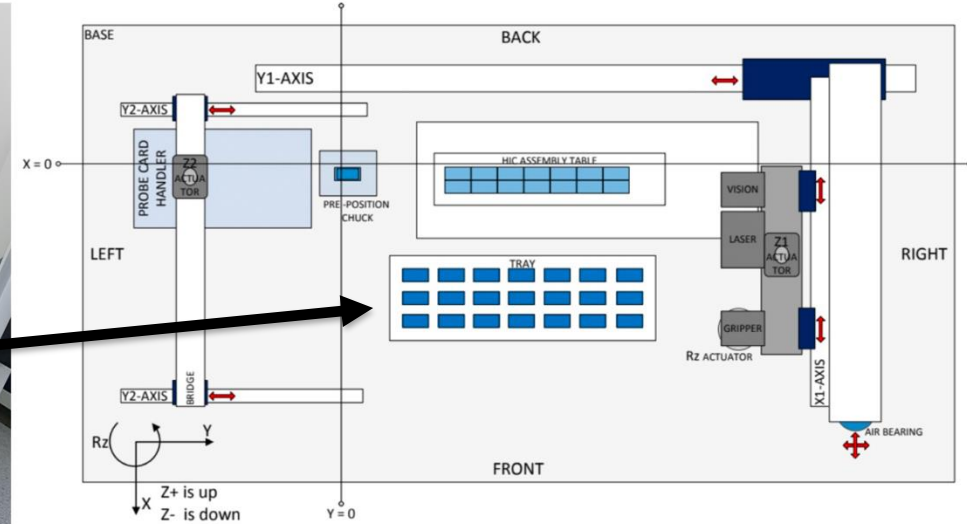 BASE
BACK
Y1-AXIS
Y2-AXIS
X = 0
PROBE CARD
HANDLER
Z2
ACTUA
TOR
PRE-POSITION
CHUCK
HIC ASSEMBLY TABLE
VISION
LASER
Z1
ACTUA
TOR
LEFT
RIGHT
TRAY
GRIPPER
Rz ACTUATOR
X1-AXIS
BRIDGE
Y2-AXIS
AIR BEARING
Rz
Y
X
Z+ is up
Z- is down
FRONT
Y = 0